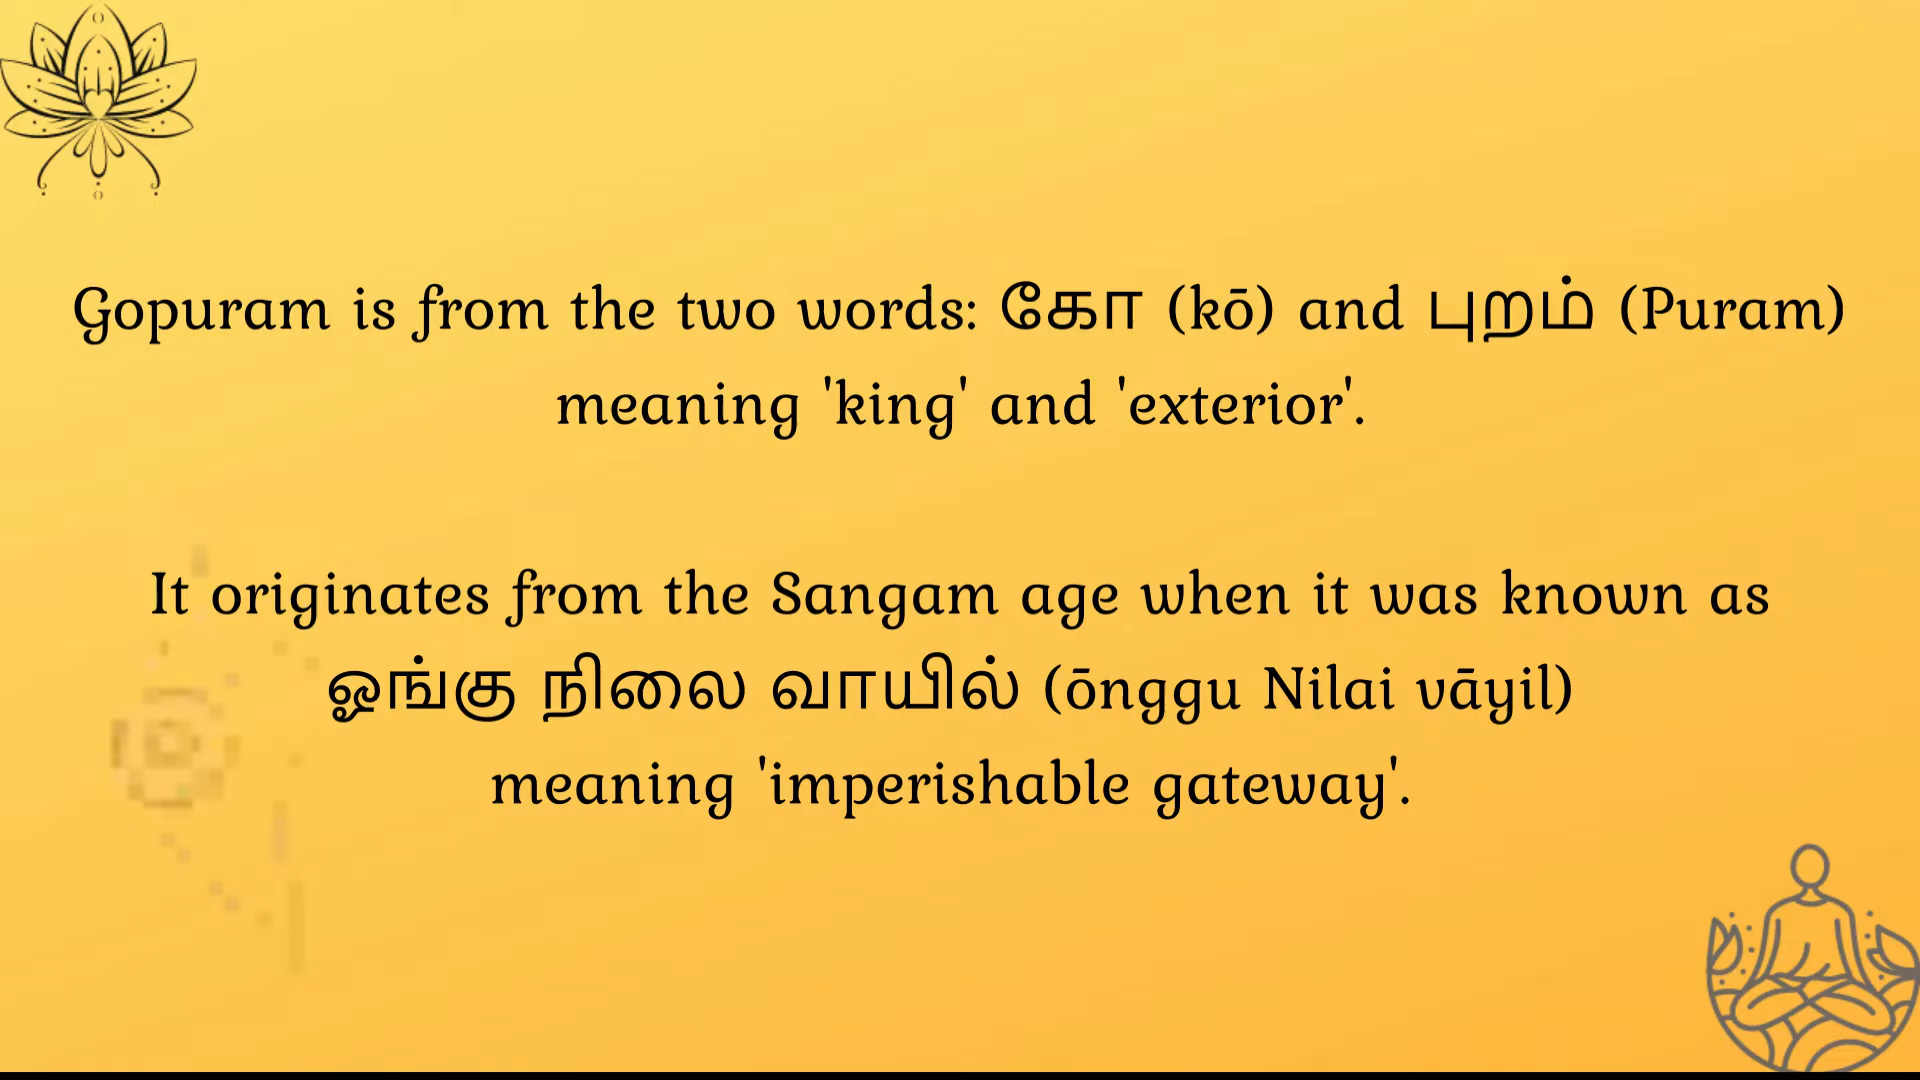 Gopuram is from the two words: கோ (kō) and புறம் (Puram)
meaning 'king' and 'exterior'.
It originates from the Sangam age when it was known as
ஓங்கு நிலை வாயில் (ōnggu Nilai vāyil)
meaning 'imperishable gateway'.